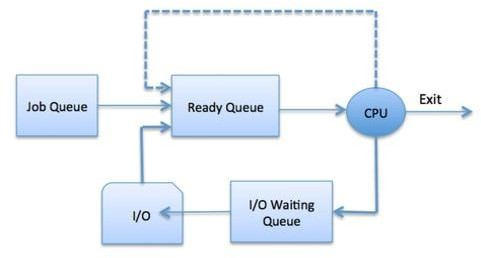 Job Queue
Ready Queue
CPU
Exit
I/O
I/O Waiting
Queue